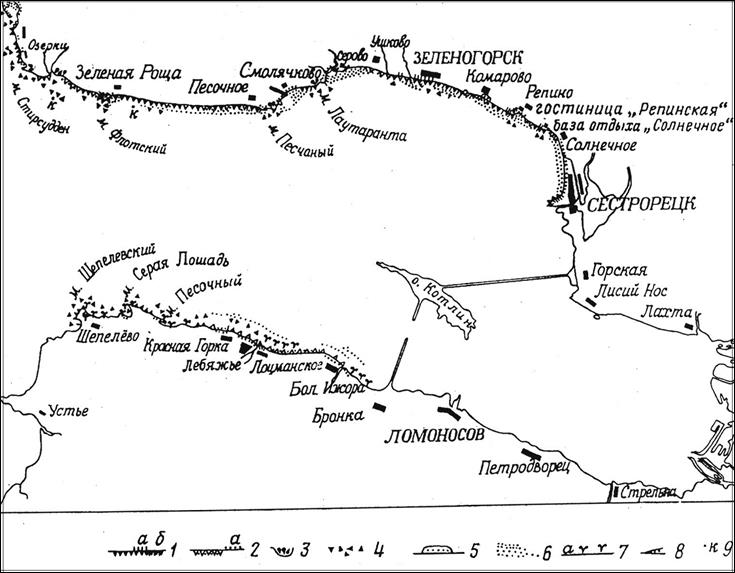 Озерки
Зеленая Роща
Песочное
Смолячково
Серово
Ушково
ЗЕЛЕНОГОРСК
Комарово
Репино
гостиница „Репинская“
база отдыха „Солнечное“
Солнечное
м. Стирсудден
к
к
м. Флотский
м. Песчаный
м. Лаутаранта
СЕСТРОРЕЦК
Горская
Лисий Нос
Лахта
о. Котлин
м. Шепелевский
м. Серая Лошадь
м. Песочный
Шепелёво
Красная Горка
Лебяжье
Лоцманское
Бол. Ижора
Бронка
ЛОМОНОСОВ
Петродворец
Стрельна
Устье
а б 1 а 2 3 4 5 6 а 7 8 ·к 9